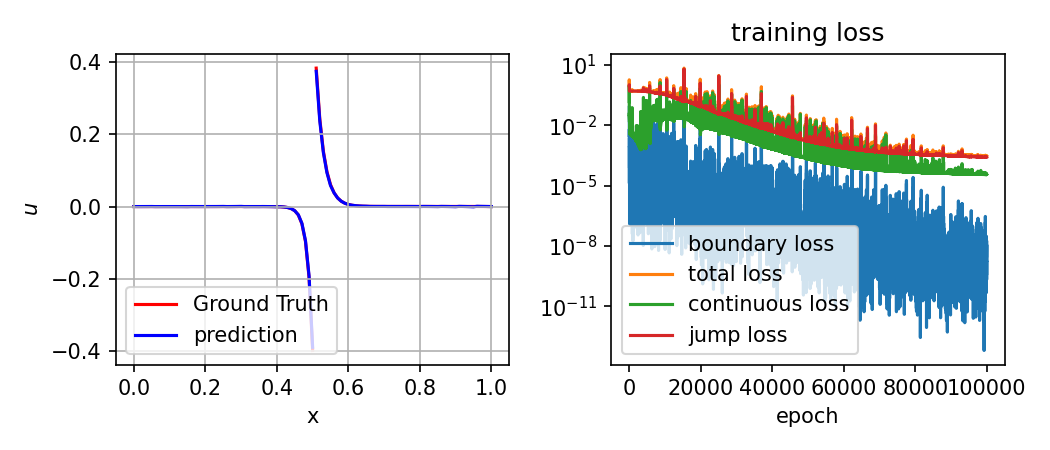 0.4
0.2
0.0
−0.2
−0.4
u
Ground Truth
prediction
0.0 0.2 0.4 0.6 0.8 1.0
x
training loss
10^1
10^−2
10^−5
10^−8
10^−11
boundary loss
total loss
continuous loss
jump loss
0 20000 40000 60000 80000 100000
epoch